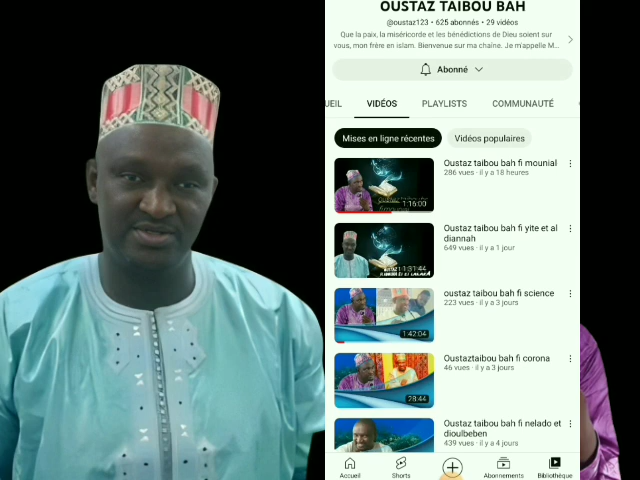 OUSTAZ TAIBOU BAH
@oustaz123 • 625 abonnés • 29 vidéos
Que la paix, la miséricorde et les bénédictions de Dieu soient sur
vous, mon frère en islam. Bienvenue sur ma chaine. Je m'appelle M...
Abonné
UEIL VIDÉOS PLAYLISTS COMMUNAUTÉ
Mises en ligne récentes Vidéos populaires
Oustaz taibou bah fi mounial
286 vues · il y a 18 heures
1:16:00
Oustaz taibou bah fi yite et al
diannah
649 vues · il y a 1 jour
1:31:44
oustaz taibou bah fi science
223 vues · il y a 3 jours
1:42:04
Oustaztaibou bah fi corona
46 vues · il y a 3 jours
28:44
Oustaz taibou bah fi nelado et
dioulbeben
439 vues · il y a 4 jours
Accueil Shorts Abonnements Bibliothèque